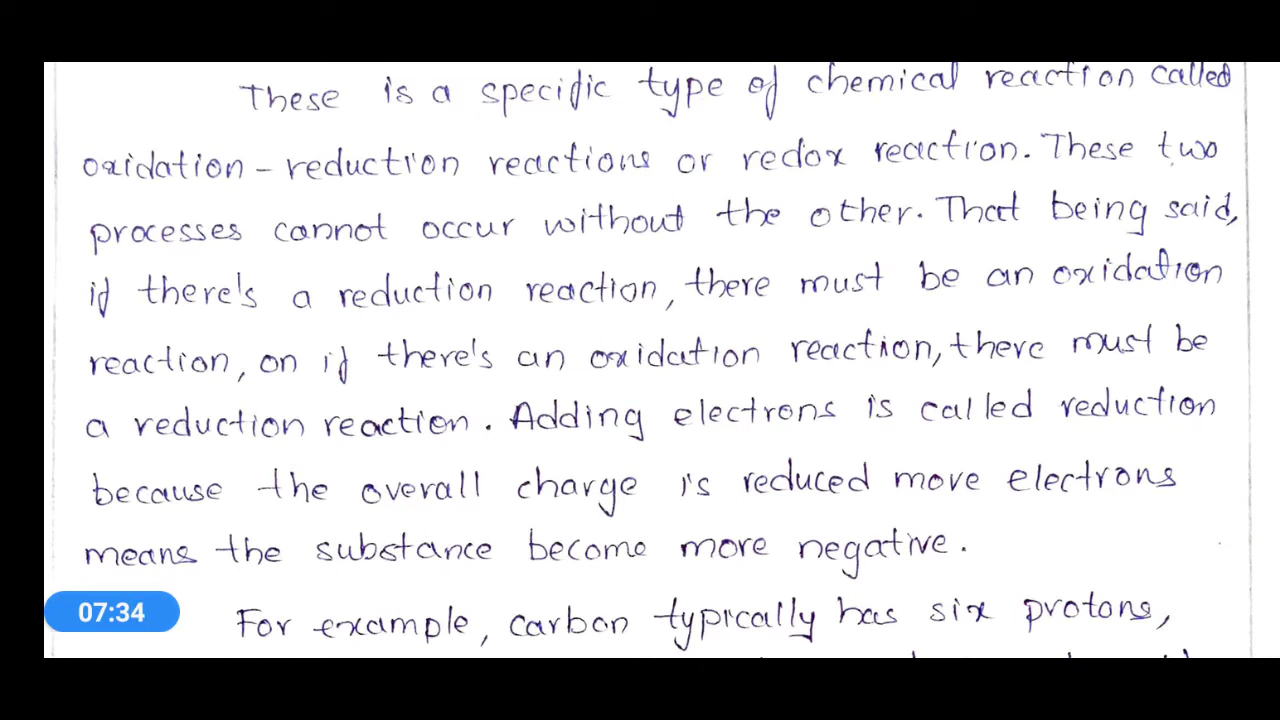 These is a specific type of chemical reaction called
oxidation - reduction reactions or redox reaction. These two
processes cannot occur without the other. That being said,
if there's a reduction reaction, there must be an oxidation
reaction, on if there's an oxidation reaction, there must be
a reduction reaction. Adding electrons is called reduction
because the overall charge is reduced more electrons
means the substance become more negative.
07:34
For example, carbon typically has six protons,